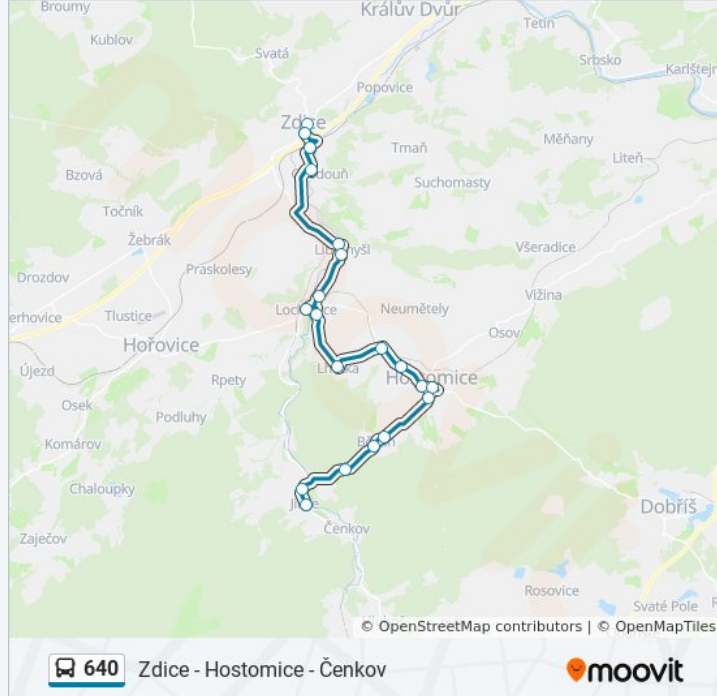 Broumy
Králův Dvůr
Tetín
Kublov
Svatá
Srbsko
Karlštejn
Popovice
Zdice
Tmaň
Měňany
Liteň
Bzová
Suchomasty
Točník
Žebrák
Všeradice
Praskolesy
Drozdov
Vižina
Neumětely
erhovice
Tlustice
Osov
Hořovice
Újezd
Rpety
Hostomice
Osek
Podluhy
Komárov
Chaloupky
Dobříš
Čenkov
Zaječov
Rosovice
Svaté Pole
© OpenStreetMap contributors | © OpenMapTiles
640 Zdice - Hostomice - Čenkov moovit